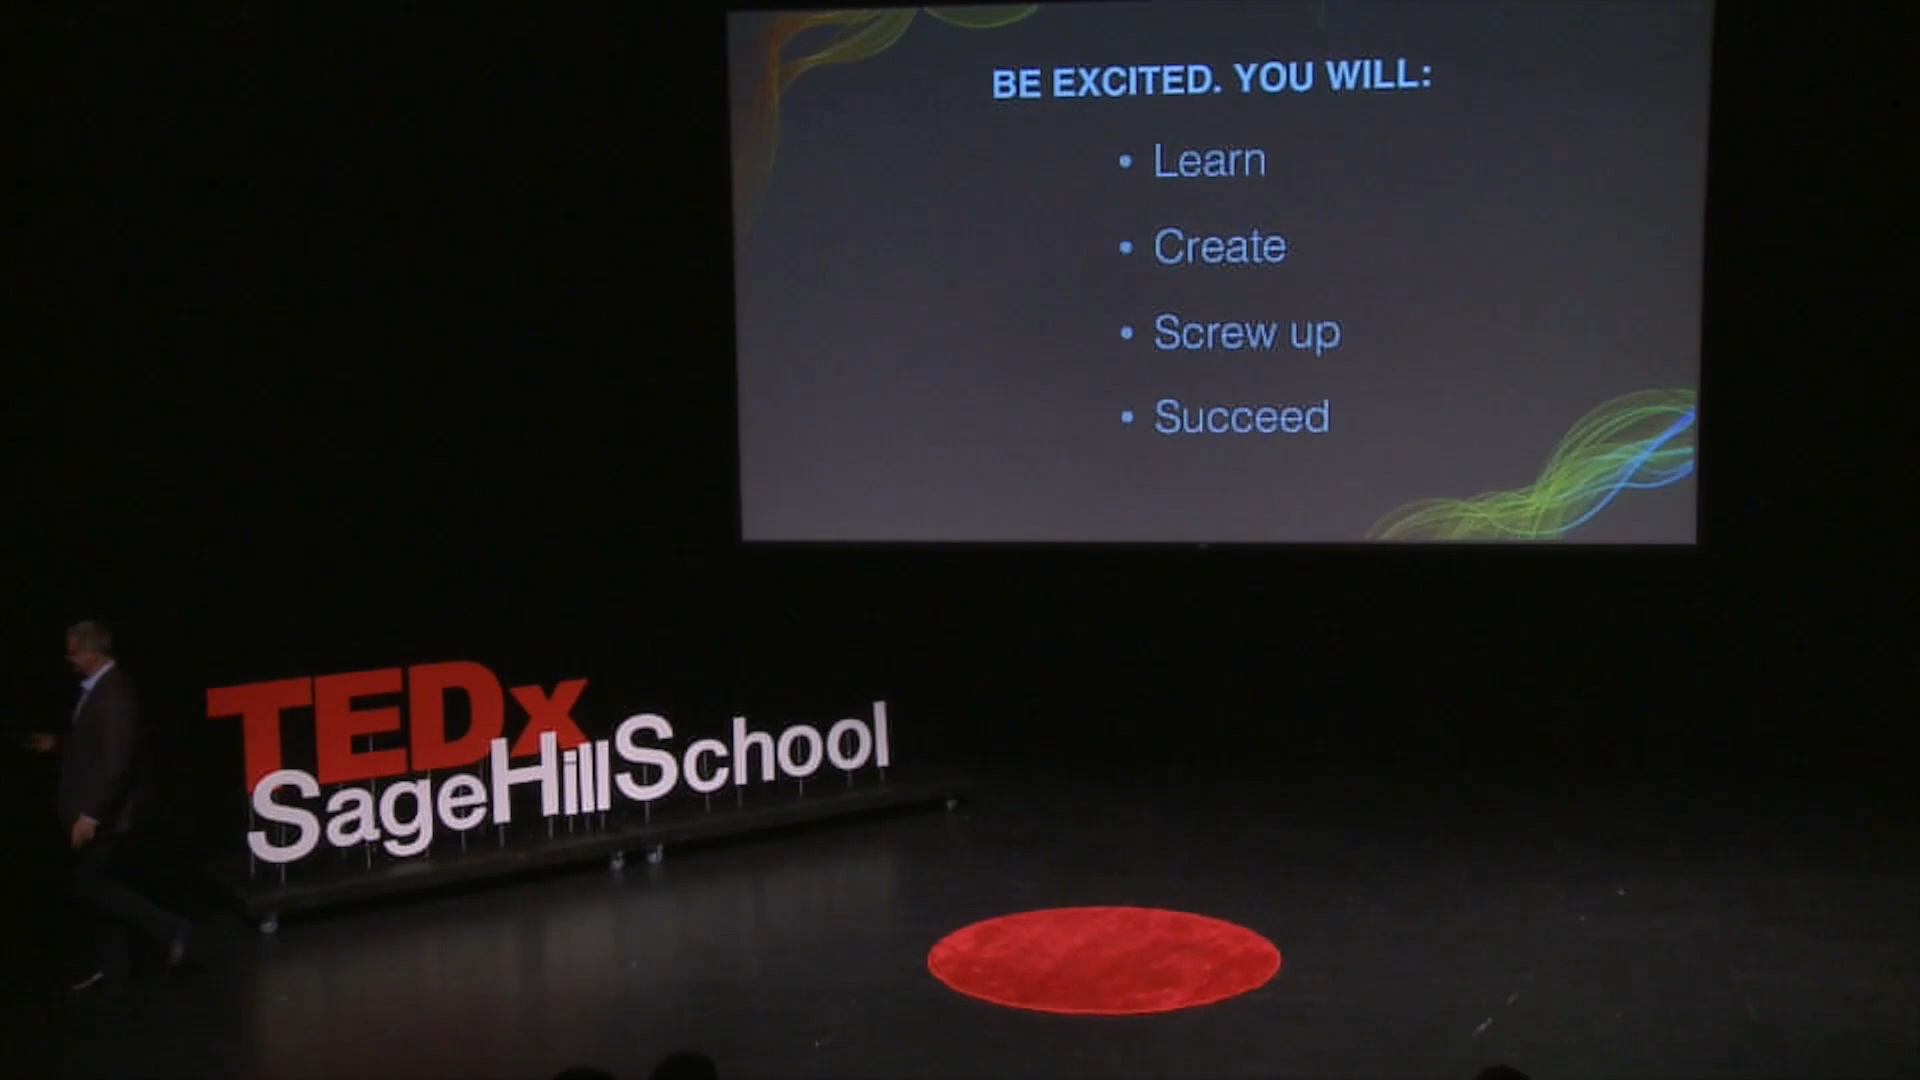 BE EXCITED. YOU WILL:
• Learn
• Create
• Screw up
• Succeed
TEDx
SageHillSchool